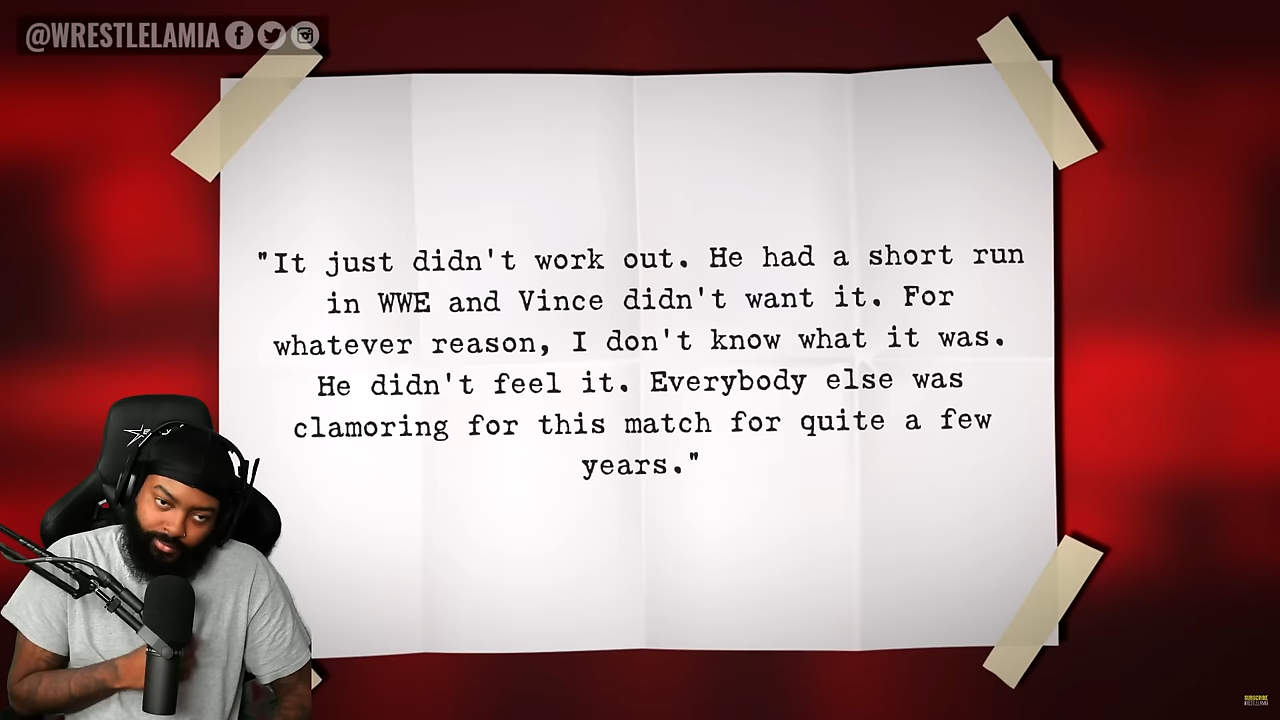 @WRESTLELAMIA
"It just didn't work out. He had a short run
in WWE and Vince didn't want it. For
whatever reason, I don't know what it was.
He didn't feel it. Everybody else was
clamoring for this match for quite a few
years."
SUBSCRIBE
WRESTLELAMIA